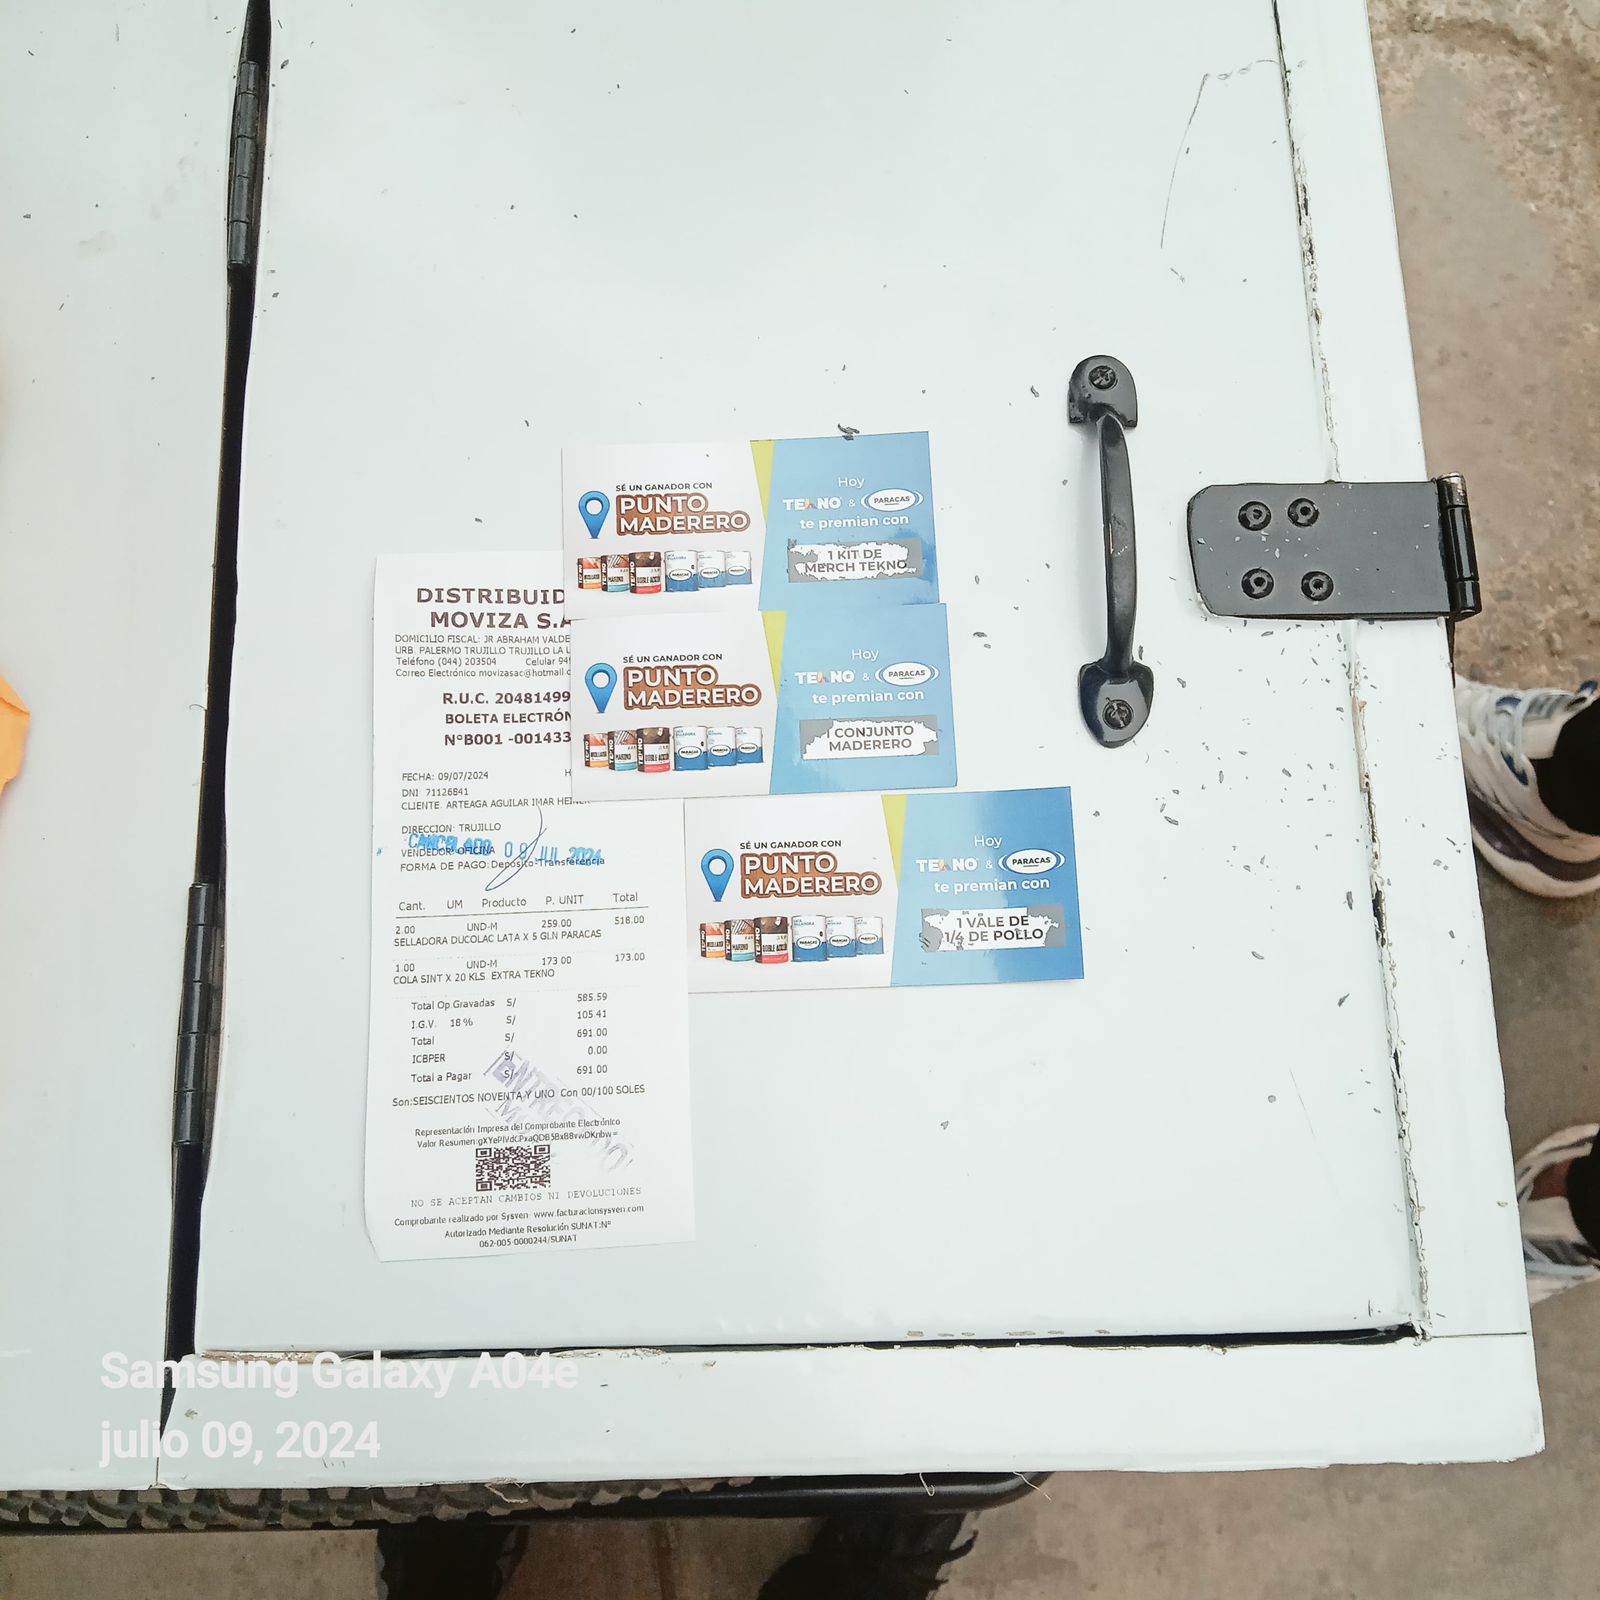 DISTRIBUID
MOVIZA S.A
DOMICILIO FISCAL: JR ABRAHAM VALDE
URB. PALERMO TRUJILLO TRUJILLO LA L
Teléfono (044) 203504 Celular 94
Correo Electrónico movizasac@hotmail.c
R.U.C. 20481499
BOLETA ELECTRÓN
N°B001 -001433
FECHA: 09/07/2024 H
DNI 71126841
CLIENTE. ARTEAGA AGUILAR IMAR HEINER
DIRECCION: TRUJILLO
CANCELADO 09 JUL 2024
VENDEDOR: OFICINA
FORMA DE PAGO: Depósito-Transferencia
Cant. UM Producto P. UNIT Total
2.00 UND-M 259.00 518.00
SELLADORA DUCOLAC LATA X 5 GLN PARACAS
1.00 UND-M 173.00 173.00
COLA SINT X 20 KLS. EXTRA TEKNO
Total Op Gravadas S/ 585.59
I.G.V. 18 % S/ 105.41
Total S/ 691.00
ICBPER S/ 0.00
Total a Pagar S/ 691.00
Son:SEISCIENTOS NOVENTA Y UNO Con 00/100 SOLES
ENTREGADO
Representación Impresa del Comprobante Electrónico
Valor Resumen:
NO SE ACEPTAN CAMBIOS NI DEVOLUCIONES
Comprobante realizado por Sysven- www.facturacionsysven.com
Autorizado Mediante Resolución SUNAT:N°
062-005-0000244/SUNAT
SÉ UN GANADOR CON
PUNTO
MADERERO
Hoy
TEKNO & PARACAS
te premian con
1 KIT DE
MERCH TEKNO
SÉ UN GANADOR CON
PUNTO
MADERERO
Hoy
TEKNO & PARACAS
te premian con
1 CONJUNTO
MADERERO
SÉ UN GANADOR CON
PUNTO
MADERERO
Hoy
TEKNO & PARACAS
te premian con
1 VALE DE
1/4 DE POLLO
Samsung Galaxy A04e
julio 09, 2024